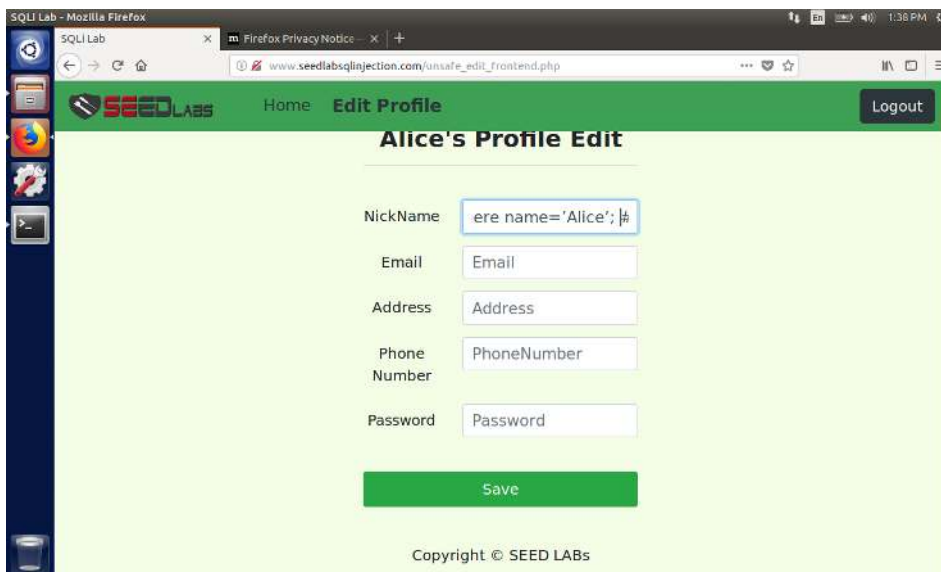 SQLI Lab - Mozilla Firefox
En
1:38 PM
SQLI Lab
Firefox Privacy Notice —
www.seedlabsqlinjection.com/unsafe_edit_frontend.php
SEEDLABS
Home
Edit Profile
Logout
Alice's Profile Edit
NickName
ere name='Alice'; #
Email
Email
Address
Address
Phone
Number
PhoneNumber
Password
Password
Save
Copyright © SEED LABs